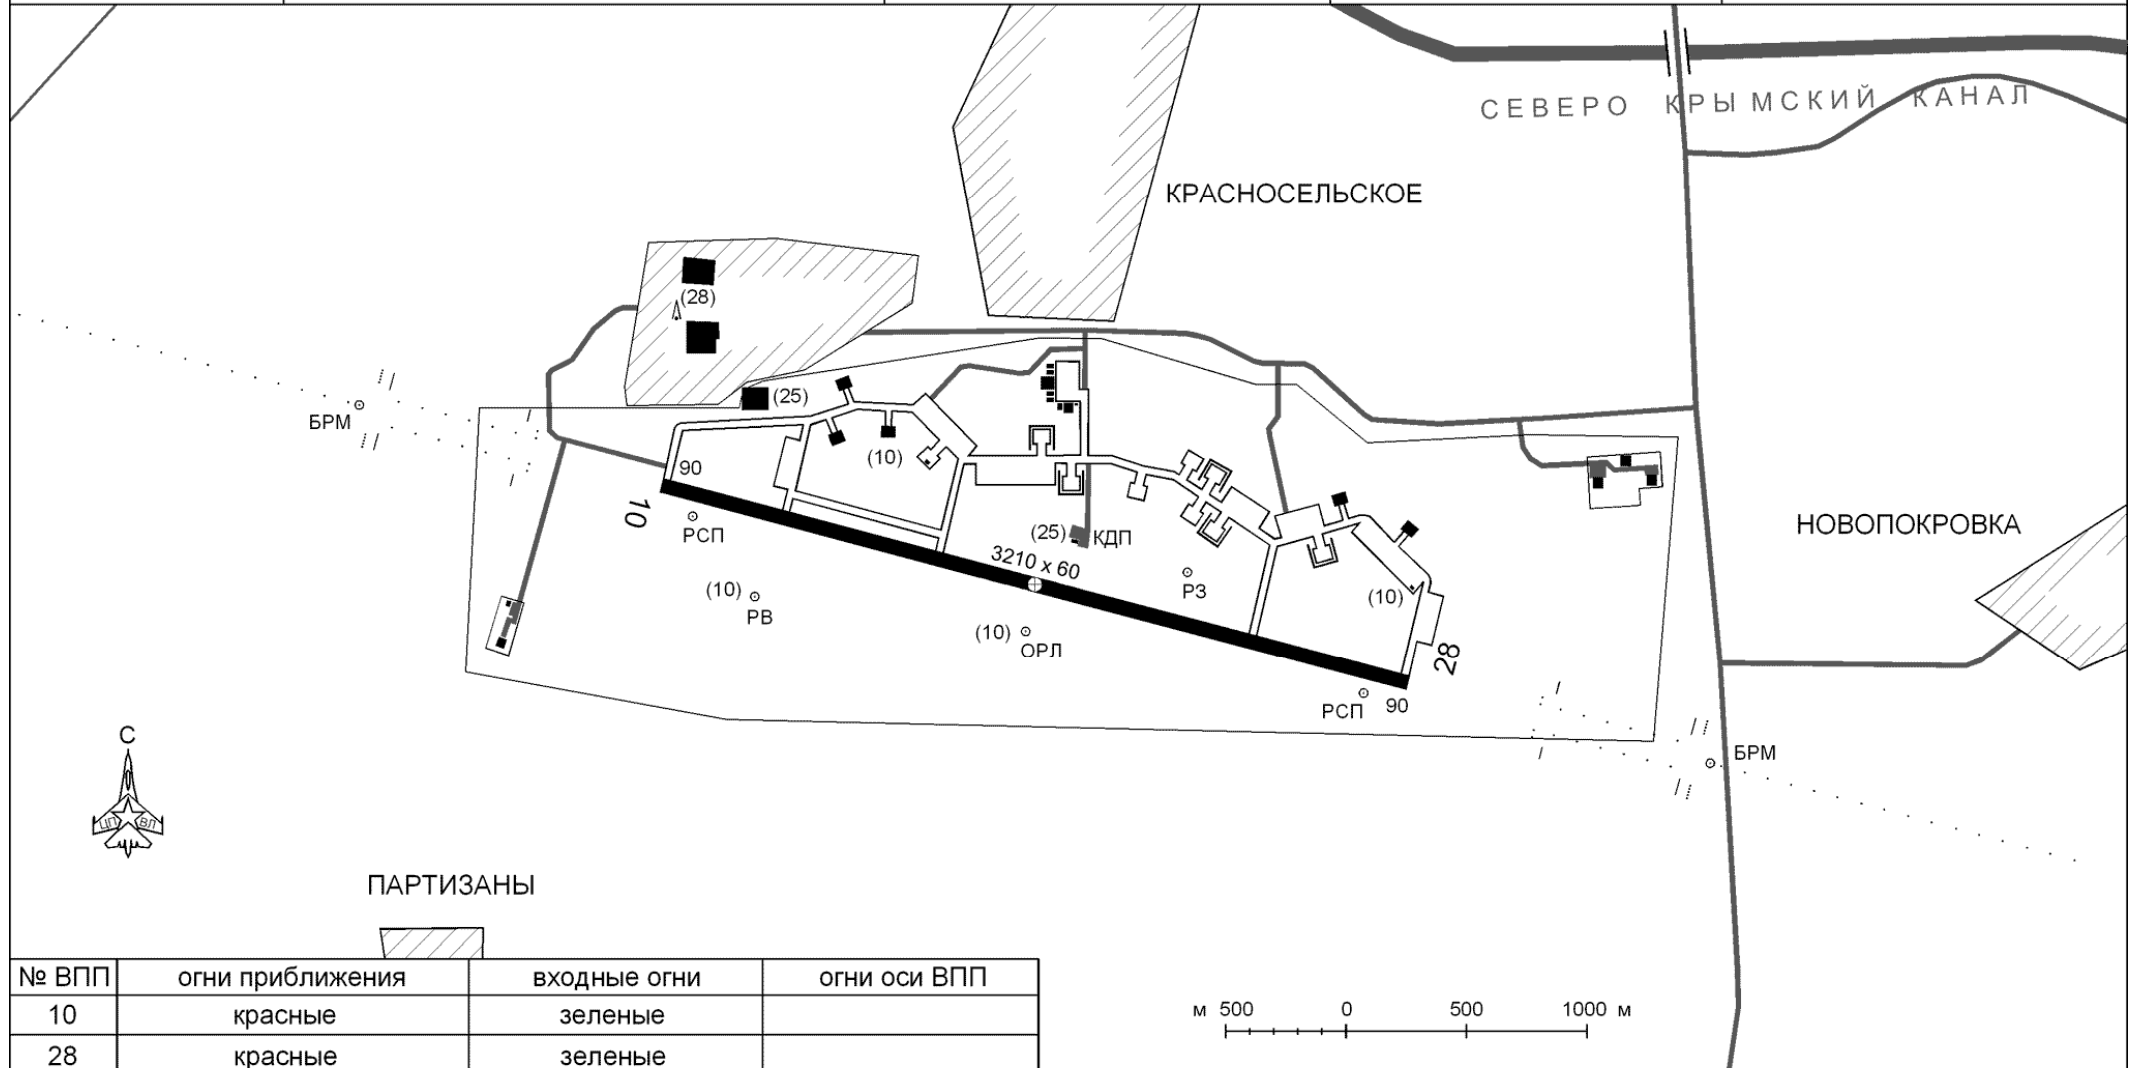 СЕВЕРО КРЫМСКИЙ КАНАЛ
КРАСНОСЕЛЬСКОЕ
(28)
БРМ
(25)
(10)
90
10
РСП
(25)
КДП
НОВОПОКРОВКА
3210 x 60
(10)
РВ
РЗ
(10)
(10)
ОРЛ
28
РСП
90
БРМ
С
ЦП
ВЛ
ПАРТИЗАНЫ
№ ВПП огни приближения входные огни огни оси ВПП
10 красные зеленые
28 красные зеленые
м 500 0 500 1000 м